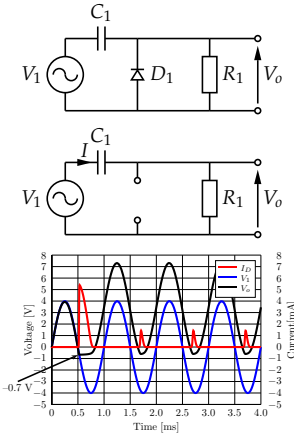 C1
V1
D1
R1
Vo
I
C1
V1
R1
Vo
8
7
6
5
4
3
2
1
0
−1
−2
−3
−4
−5
Voltage [V]
−0.7 V
ID
V1
Vo
8
7
6
5
4
3
2
1
0
−1
−2
−3
−4
−5
Current[mA]
0 0.5 1.0 1.5 2.0 2.5 3.0 3.5 4.0
Time [ms]